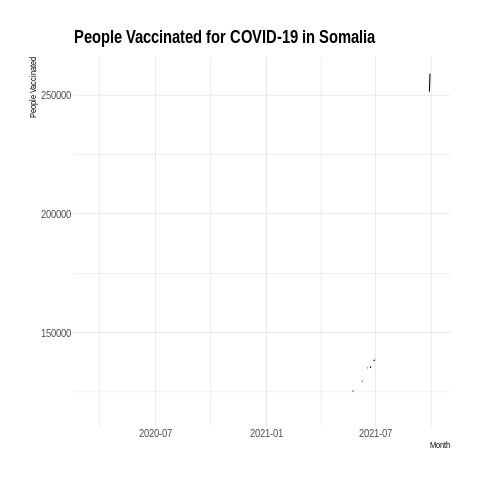 People Vaccinated for COVID-19 in Somalia
People Vaccinated
250000
200000
150000
2020-07
2021-01
2021-07
Month